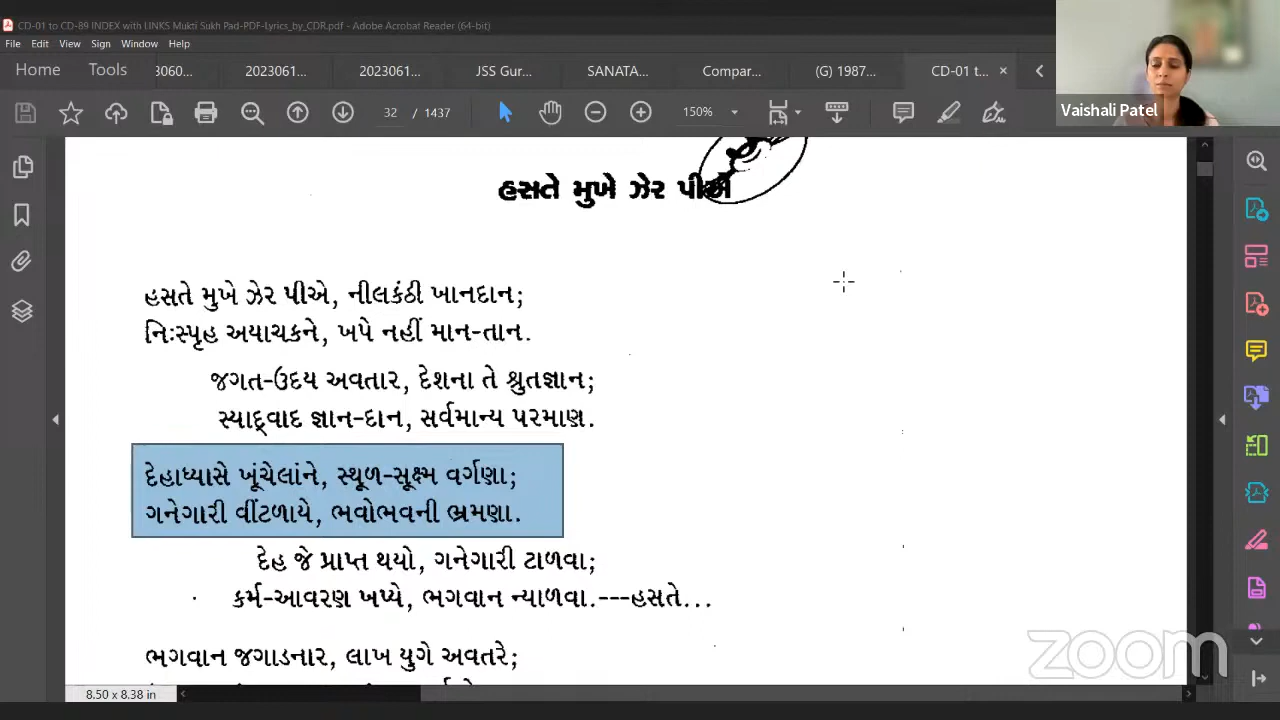 CD-01 to CD-89 INDEX with LINKS Mukti Sukh Pad-PDF-Lyrics_by_CDR.pdf - Adobe Acrobat Reader (64-bit)
File Edit View Sign Window Help
Home Tools 3060... 2023061... 2023061... JSS Gur... SANATA... Compar... (G) 1987... CD-01 t... ×
32 / 1437 150%
Vaishali Patel
હસતે મુખે ઝેર પીએ
હસતે મુખે ઝેર પીએ, નીલકંઠી ખાનદાન;
નિઃસ્પૃહ અયાચકને, ખપે નહીં માન-તાન.
જગત-ઉદય અવતાર, દેશના તે શ્રુતજ્ઞાન;
સ્યાદ્‌વાદ જ્ઞાન-દાન, સર્વમાન્ય પરમાણ.
દેહાધ્યાસે ખૂંચેલાંને, સ્થૂળ-સૂક્ષ્મ વર્ગણા;
ગનેગારી વીંટળાયે, ભવોભવની ભ્રમણા.
દેહ જે પ્રાપ્ત થયો, ગનેગારી ટાળવા;
કર્મ-આવરણ ખપ્યે, ભગવાન ન્યાળવા.---હસતે...
ભગવાન જગાડનાર, લાખ યુગે અવતરે;
zoom
8.50 x 8.38 in